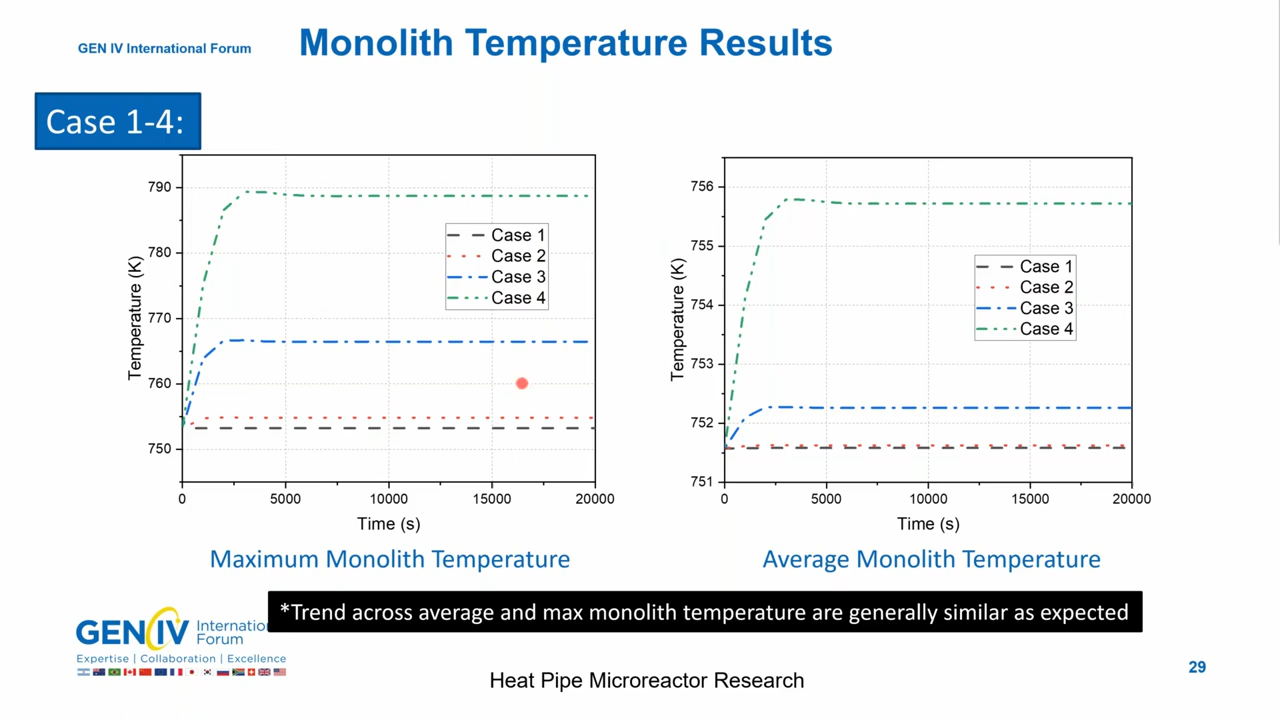 GEN IV International Forum
Monolith Temperature Results
Case 1-4:
790
780
770
760
750
0
5000
10000
15000
20000
Temperature (K)
Time (s)
Case 1
Case 2
Case 3
Case 4
Maximum Monolith Temperature
756
755
754
753
752
751
0
5000
10000
15000
20000
Temperature (K)
Time (s)
Case 1
Case 2
Case 3
Case 4
Average Monolith Temperature
*Trend across average and max monolith temperature are generally similar as expected
GENIV Internatio
Forum
Expertise | Collaboration | Excellence
Heat Pipe Microreactor Research
29